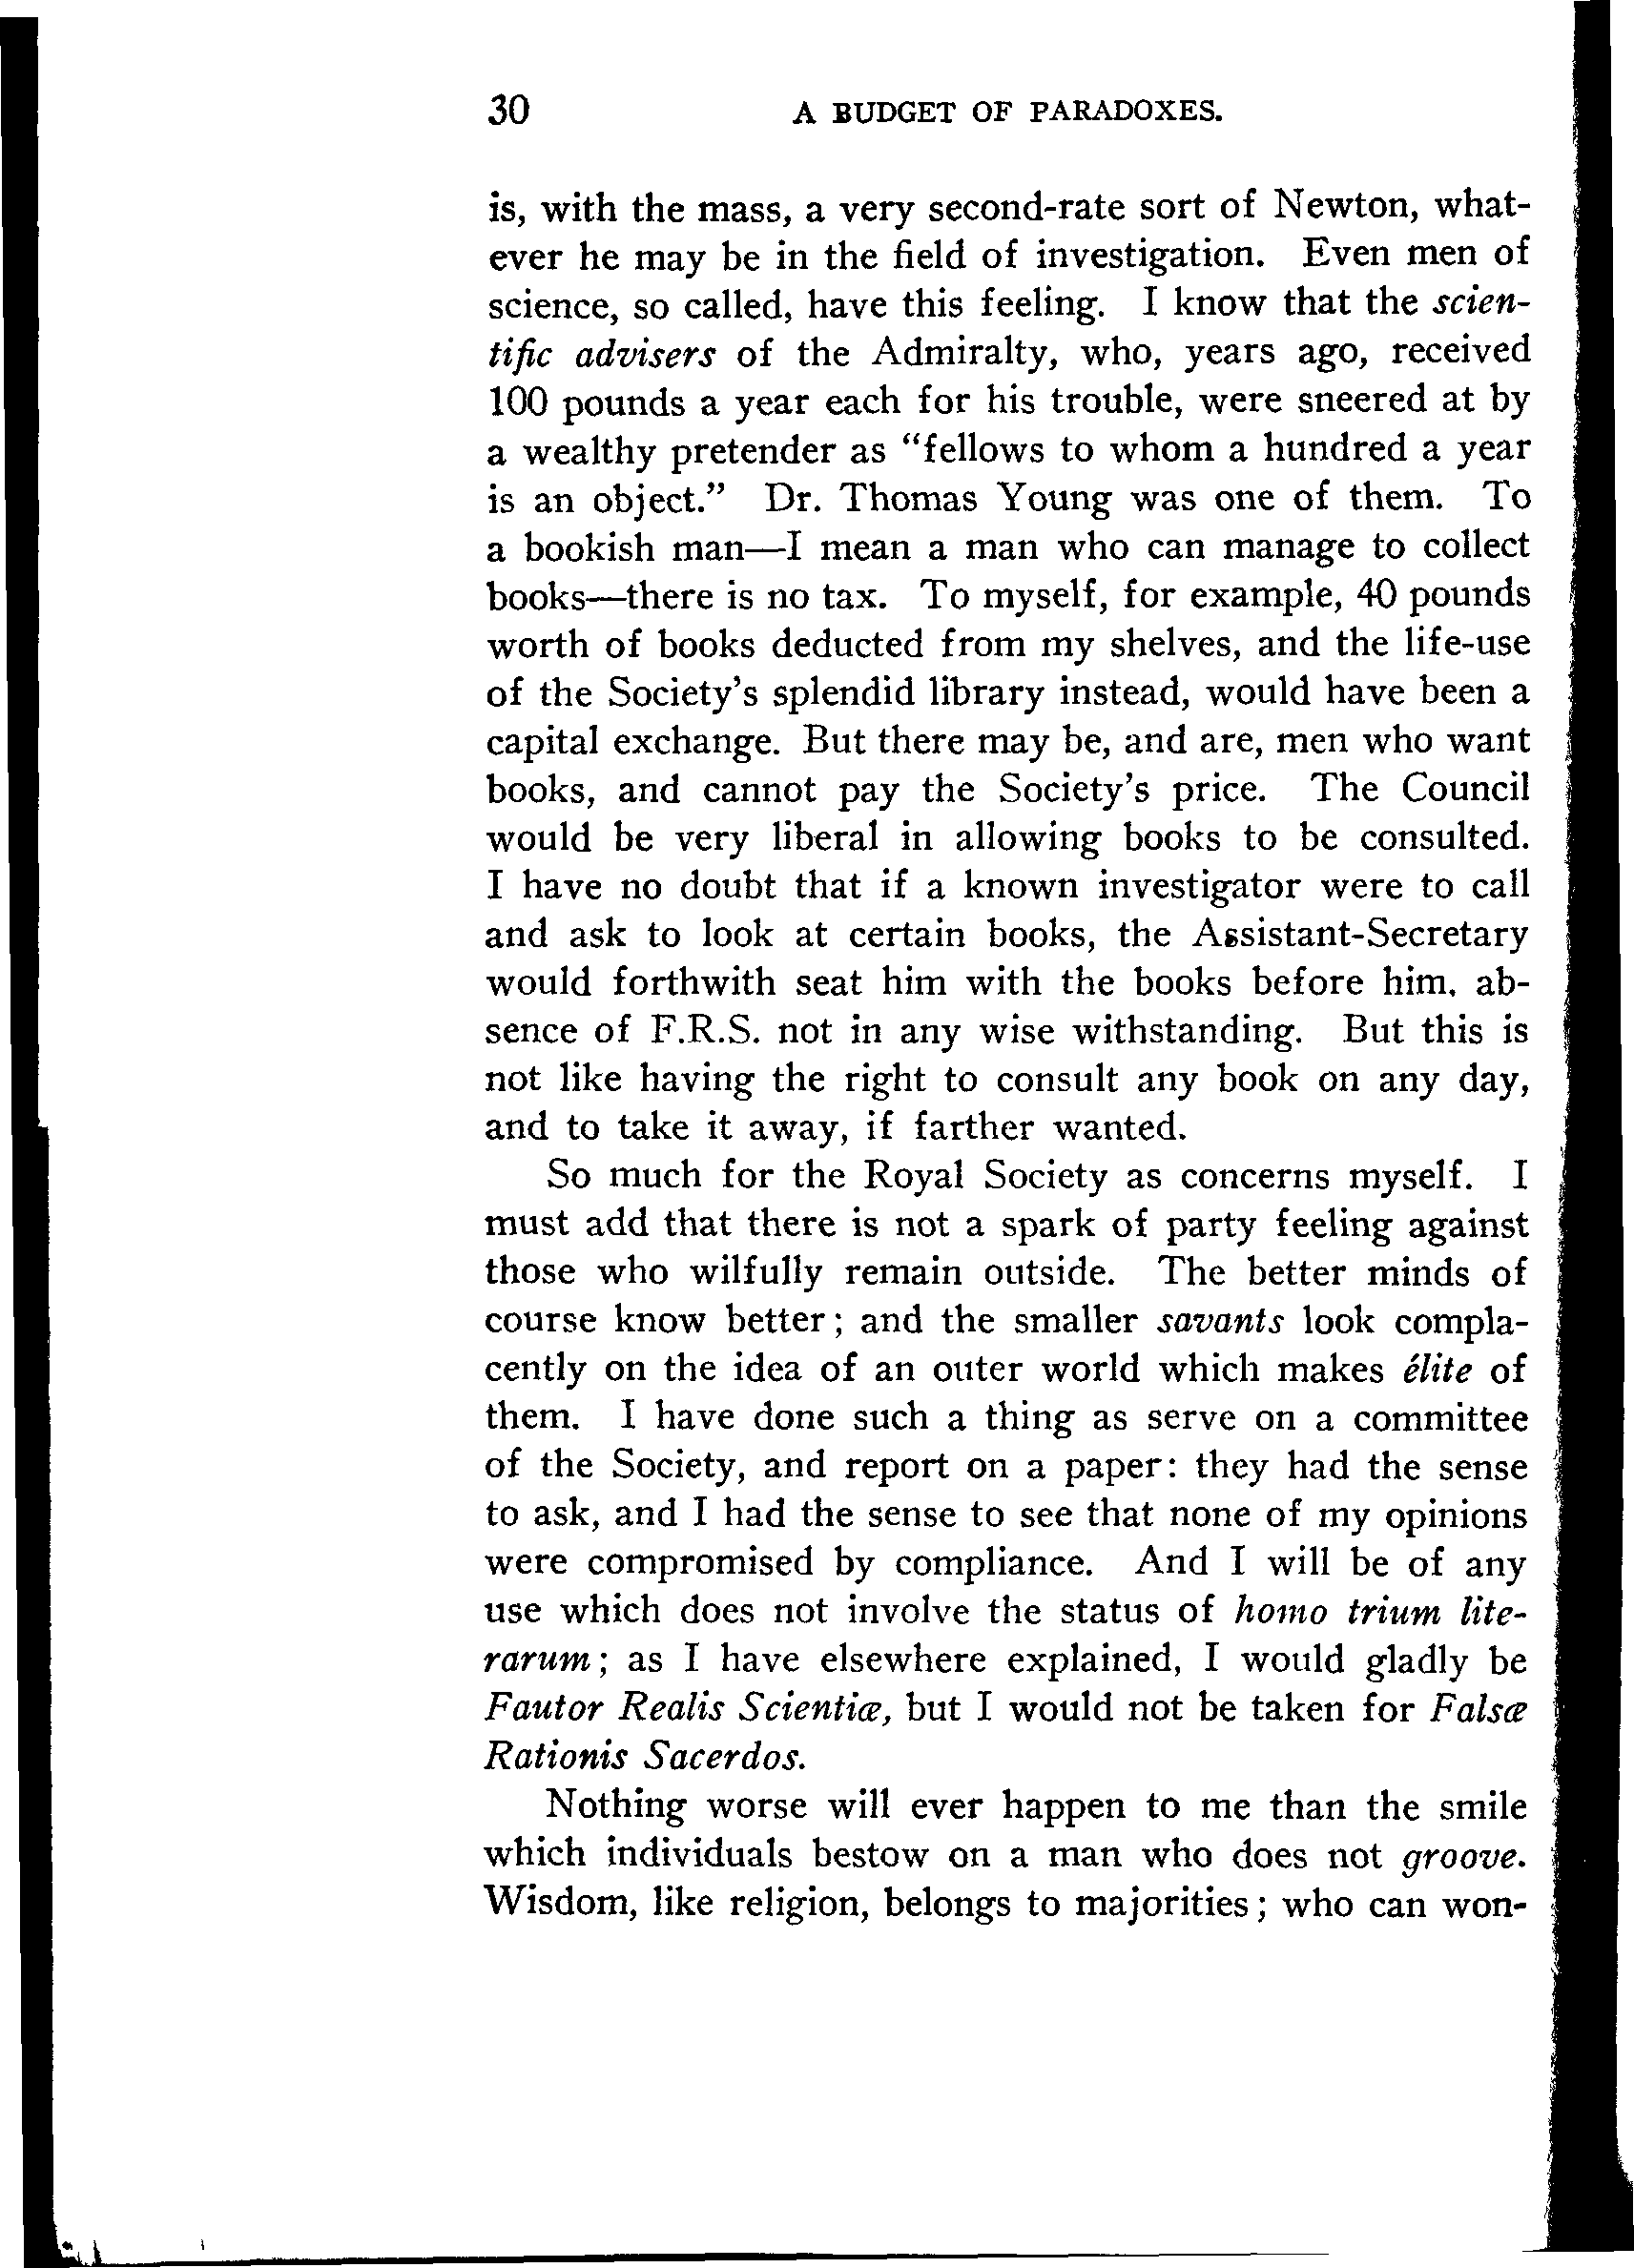 30 A BUDGET OF PARADOXES.
is, with the mass, a very second-rate sort of Newton, what-
ever he may be in the field of investigation. Even men of
science, so called, have this feeling. I know that the scien-
tific advisers of the Admiralty, who, years ago, received
100 pounds a year each for his trouble, were sneered at by
a wealthy pretender as “fellows to whom a hundred a year
is an object.” Dr. Thomas Young was one of them. To
a bookish man—I mean a man who can manage to collect
books—there is no tax. To myself, for example, 40 pounds
worth of books deducted from my shelves, and the life-use
of the Society’s splendid library instead, would have been a
capital exchange. But there may be, and are, men who want
books, and cannot pay the Society’s price. The Council
would be very liberal in allowing books to be consulted.
I have no doubt that if a known investigator were to call
and ask to look at certain books, the Assistant-Secretary
would forthwith seat him with the books before him, ab-
sence of F.R.S. not in any wise withstanding. But this is
not like having the right to consult any book on any day,
and to take it away, if farther wanted.
So much for the Royal Society as concerns myself. I
must add that there is not a spark of party feeling against
those who wilfully remain outside. The better minds of
course know better; and the smaller savants look compla-
cently on the idea of an outer world which makes élite of
them. I have done such a thing as serve on a committee
of the Society, and report on a paper: they had the sense
to ask, and I had the sense to see that none of my opinions
were compromised by compliance. And I will be of any
use which does not involve the status of homo trium lite-
rarum; as I have elsewhere explained, I would gladly be
Fautor Realis Scientiæ, but I would not be taken for Falsæ
Rationis Sacerdos.
Nothing worse will ever happen to me than the smile
which individuals bestow on a man who does not groove.
Wisdom, like religion, belongs to majorities; who can won-